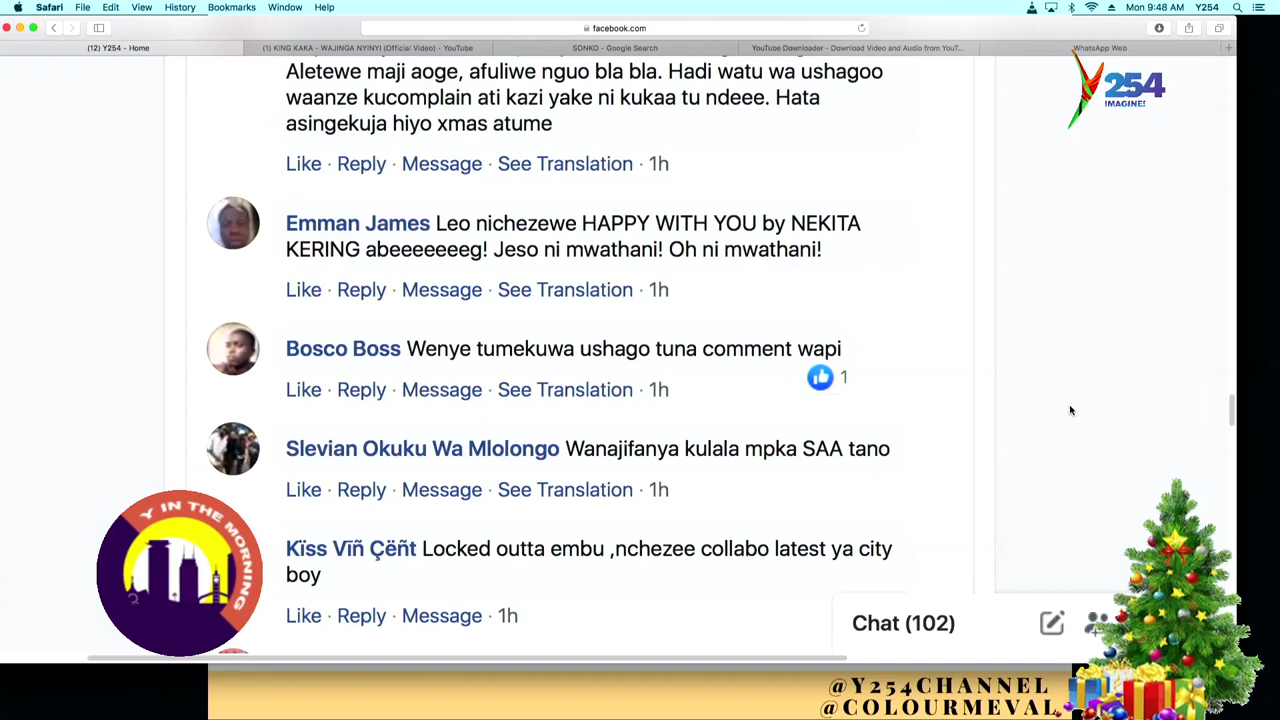 Safari File Edit View History Bookmarks Window Help Mon 9:48 AM Y254
facebook.com
(12) Y254 - Home (1) KING KAKA - WAJINGA NYINYI (Official Video) - YouTube SONKO - Google Search YouTube Downloader - Download Video and Audio from YouT... WhatsApp Web
Aletewe maji aoge, afuliwe nguo bla bla. Hadi watu wa ushagoo
waanze kucomplain ati kazi yake ni kukaa tu ndeee. Hata
asingekuja hiyo xmas atume
Like · Reply · Message · See Translation · 1h
Y254
IMAGINE!
Emman James Leo nichezewe HAPPY WITH YOU by NEKITA
KERING abeeeeeeeg! Jeso ni mwathani! Oh ni mwathani!
Like · Reply · Message · See Translation · 1h
Bosco Boss Wenye tumekuwa ushago tuna comment wapi
1
Like · Reply · Message · See Translation · 1h
Slevian Okuku Wa Mlolongo Wanajifanya kulala mpka SAA tano
Like · Reply · Message · See Translation · 1h
Kïss Vïñ Çëñt Locked outta embu ,nchezee collabo latest ya city
boy
Like · Reply · Message · 1h
Y IN THE MORNING
Chat (102)
@Y254CHANNEL
@COLOURMEVAL